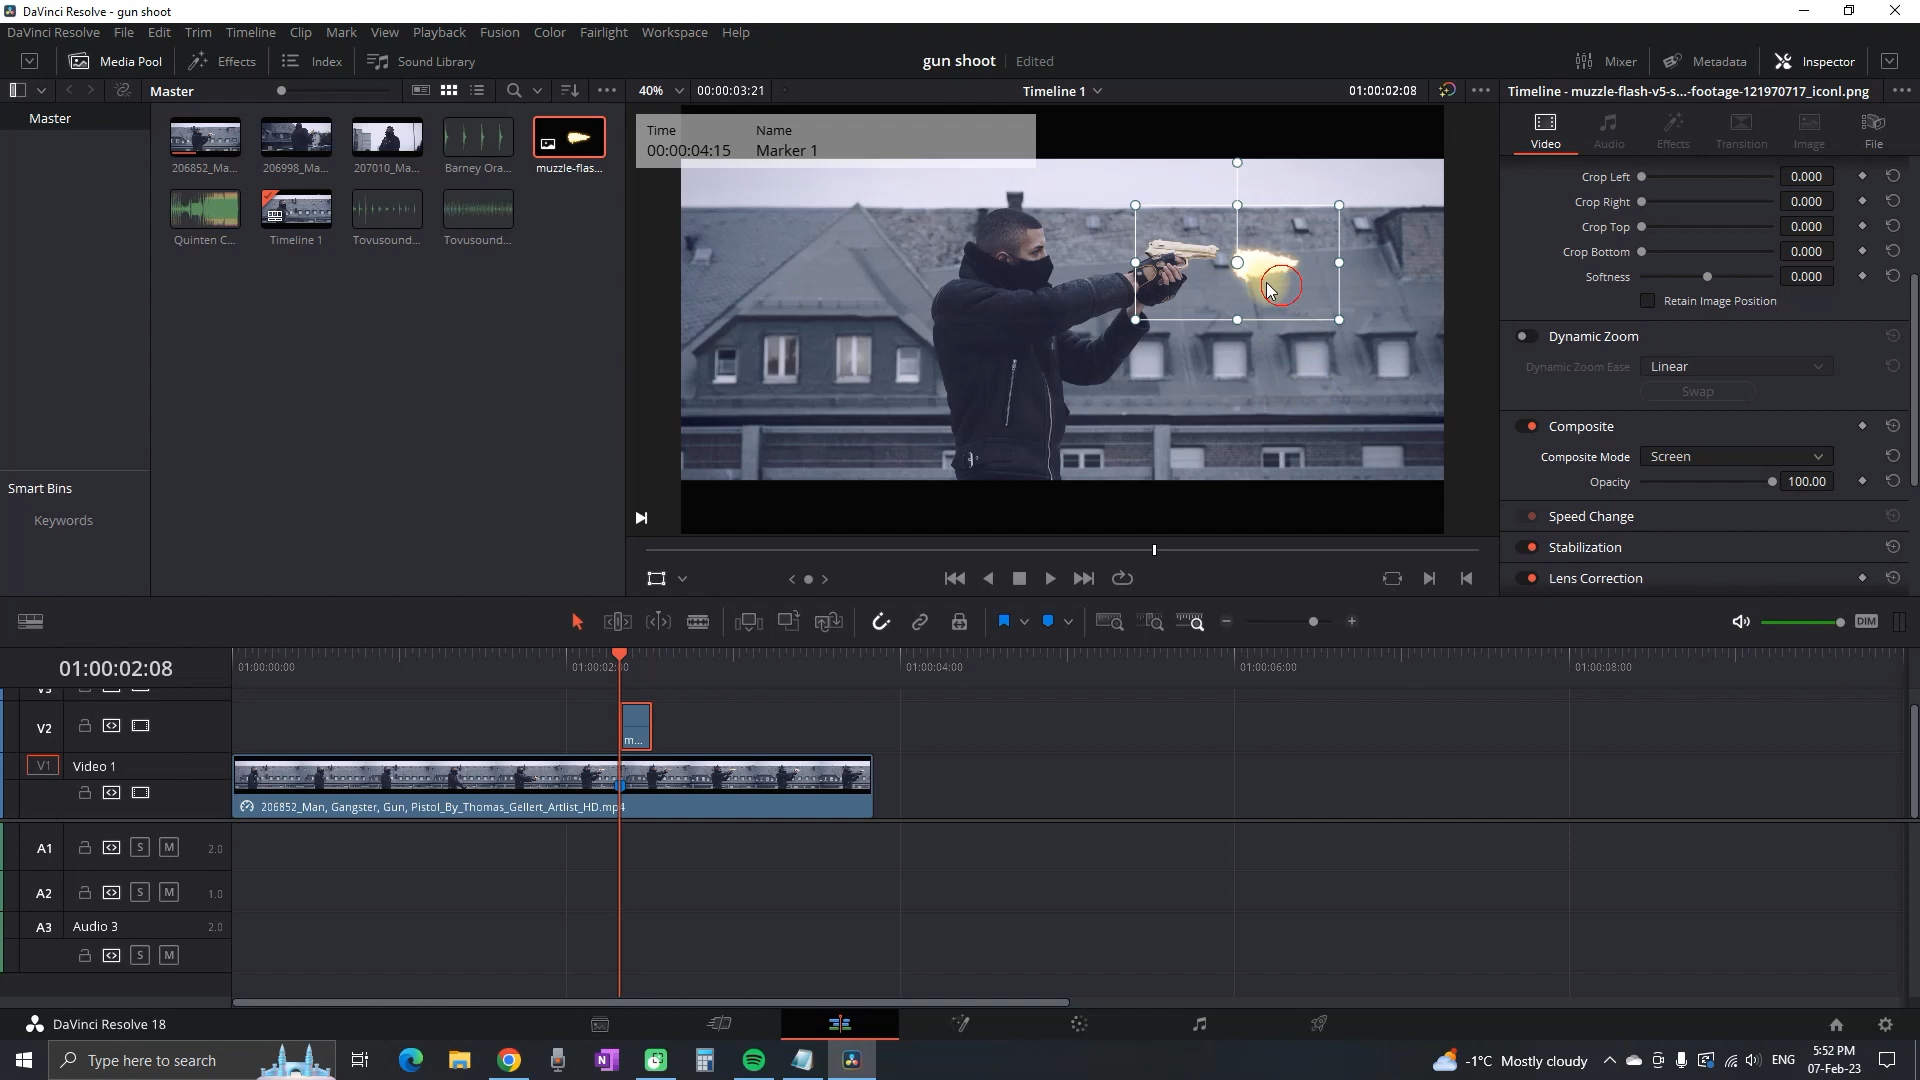 DaVinci Resolve - gun shoot
DaVinci Resolve File Edit Trim Timeline Clip Mark View Playback Fusion Color Fairlight Workspace Help
Media Pool Effects Index Sound Library gun shoot Edited Mixer Metadata Inspector
Master 40% 00:00:03:21 Timeline 1 01:00:02:08 Timeline - muzzle-flash-v5-s...-footage-121970717_iconl.png
Master
Time Name
00:00:04:15 Marker 1
Video Audio Effects Transition Image File
206852_Ma... 206998_Ma... 207010_Ma... Barney Ora... muzzle-flas...
Quinten C... Timeline 1 Tovusound... Tovusound...
Crop Left 0.000
Crop Right 0.000
Crop Top 0.000
Crop Bottom 0.000
Softness 0.000
Retain Image Position
Dynamic Zoom
Dynamic Zoom Ease Linear
Swap
Composite
Composite Mode Screen
Opacity 100.00
Speed Change
Stabilization
Lens Correction
Smart Bins
Keywords
DIM
01:00:02:08 01:00:00:00 01:00:02:00 01:00:04:00 01:00:06:00 01:00:08:00
V3
V2 m...
V1 Video 1
206852_Man, Gangster, Gun, Pistol_By_Thomas_Gellert_Artlist_HD.mp4
A1 S M 2.0
A2 S M 1.0
A3 Audio 3 2.0
S M
DaVinci Resolve 18
Type here to search -1°C Mostly cloudy ENG 5:52 PM
07-Feb-23